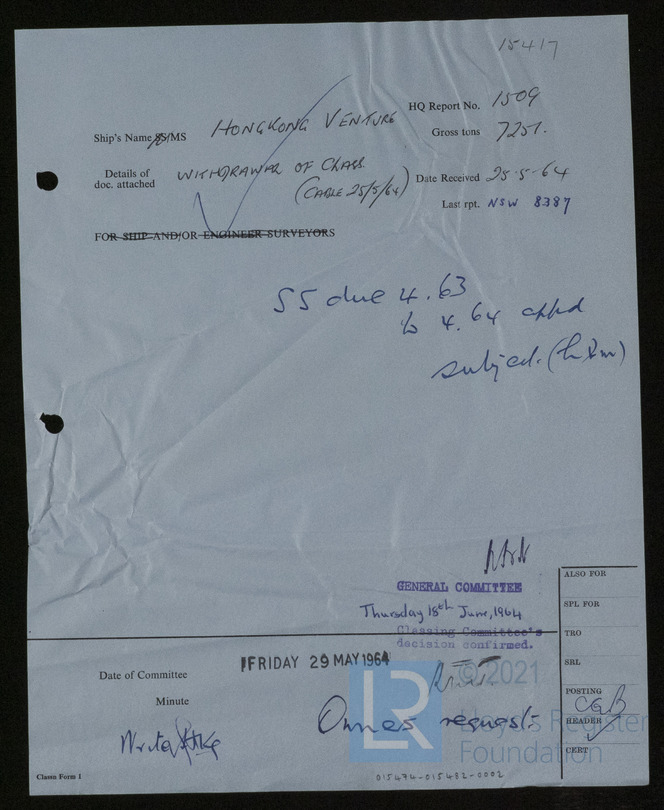 15417
HQ Report No. 1509
Ship's Name SS/MS HONGKONG VENTURE
Gross tons 7251.
Details of doc. attached WITHDRAWAL OF CLASS
(CABLE 25/5/64)
Date Received 25-5-64
Last rpt. NSW 8387
FOR SHIP AND/OR ENGINEER SURVEYORS
SS due 4.63
to 4.64
subject. (h&m)
GENERAL COMMITTEE
Thursday 18th June, 1964
Classing Committee's
decision confirmed.
ALSO FOR
SPL FOR
TRO
SRL
POSTING
CGB
HEADER
CERT
Date of Committee FRIDAY 29 MAY 1964
Minute
Owners request
© 2021
LR
Lloyd's Register
Foundation
Classn Form 1
015474-015482-0002